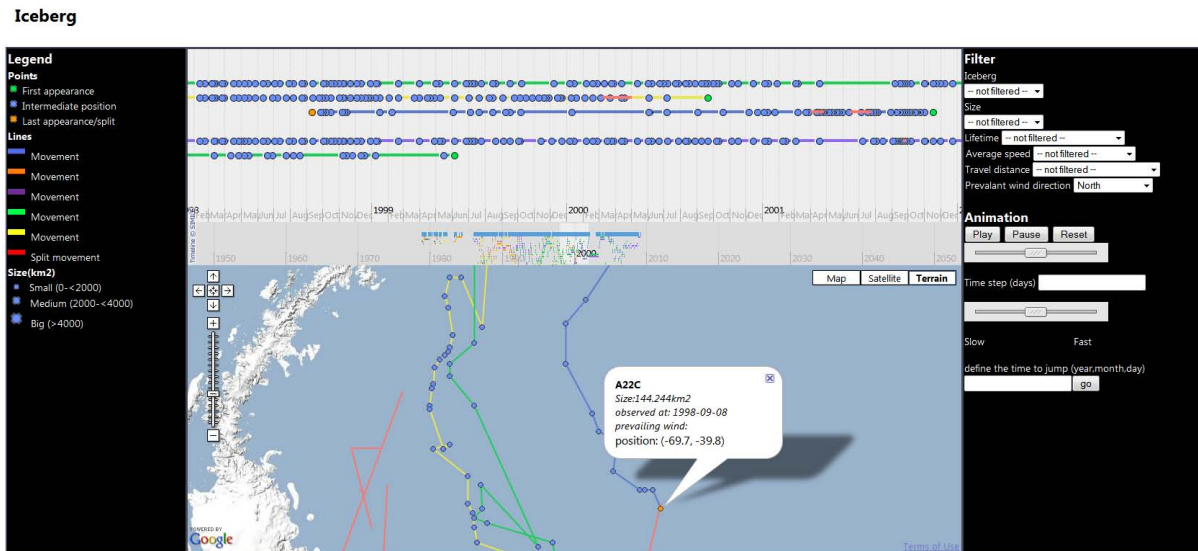 Iceberg
Legend
Points
First appearance
Intermediate position
Last appearance/split
Lines
Movement
Movement
Movement
Movement
Movement
Split movement
Size(km2)
Small (0-<2000)
Medium (2000-<4000)
Big (>4000)
1999
2000
2001
Timeline © SIMILE
1950
1960
1970
1980
2000
2010
2020
2030
2040
2050
Map
Satellite
Terrain
A22C
Size:144.244km2
observed at: 1998-09-08
prevailing wind:
position: (-69.7, -39.8)
POWERED BY
Google
Terms of Use
Filter
Iceberg
-- not filtered --
Size
-- not filtered --
Lifetime -- not filtered --
Average speed -- not filtered --
Travel distance -- not filtered --
Prevalant wind direction North
Animation
Play Pause Reset
Time step (days)
Slow Fast
define the time to jump (year,month,day)
go